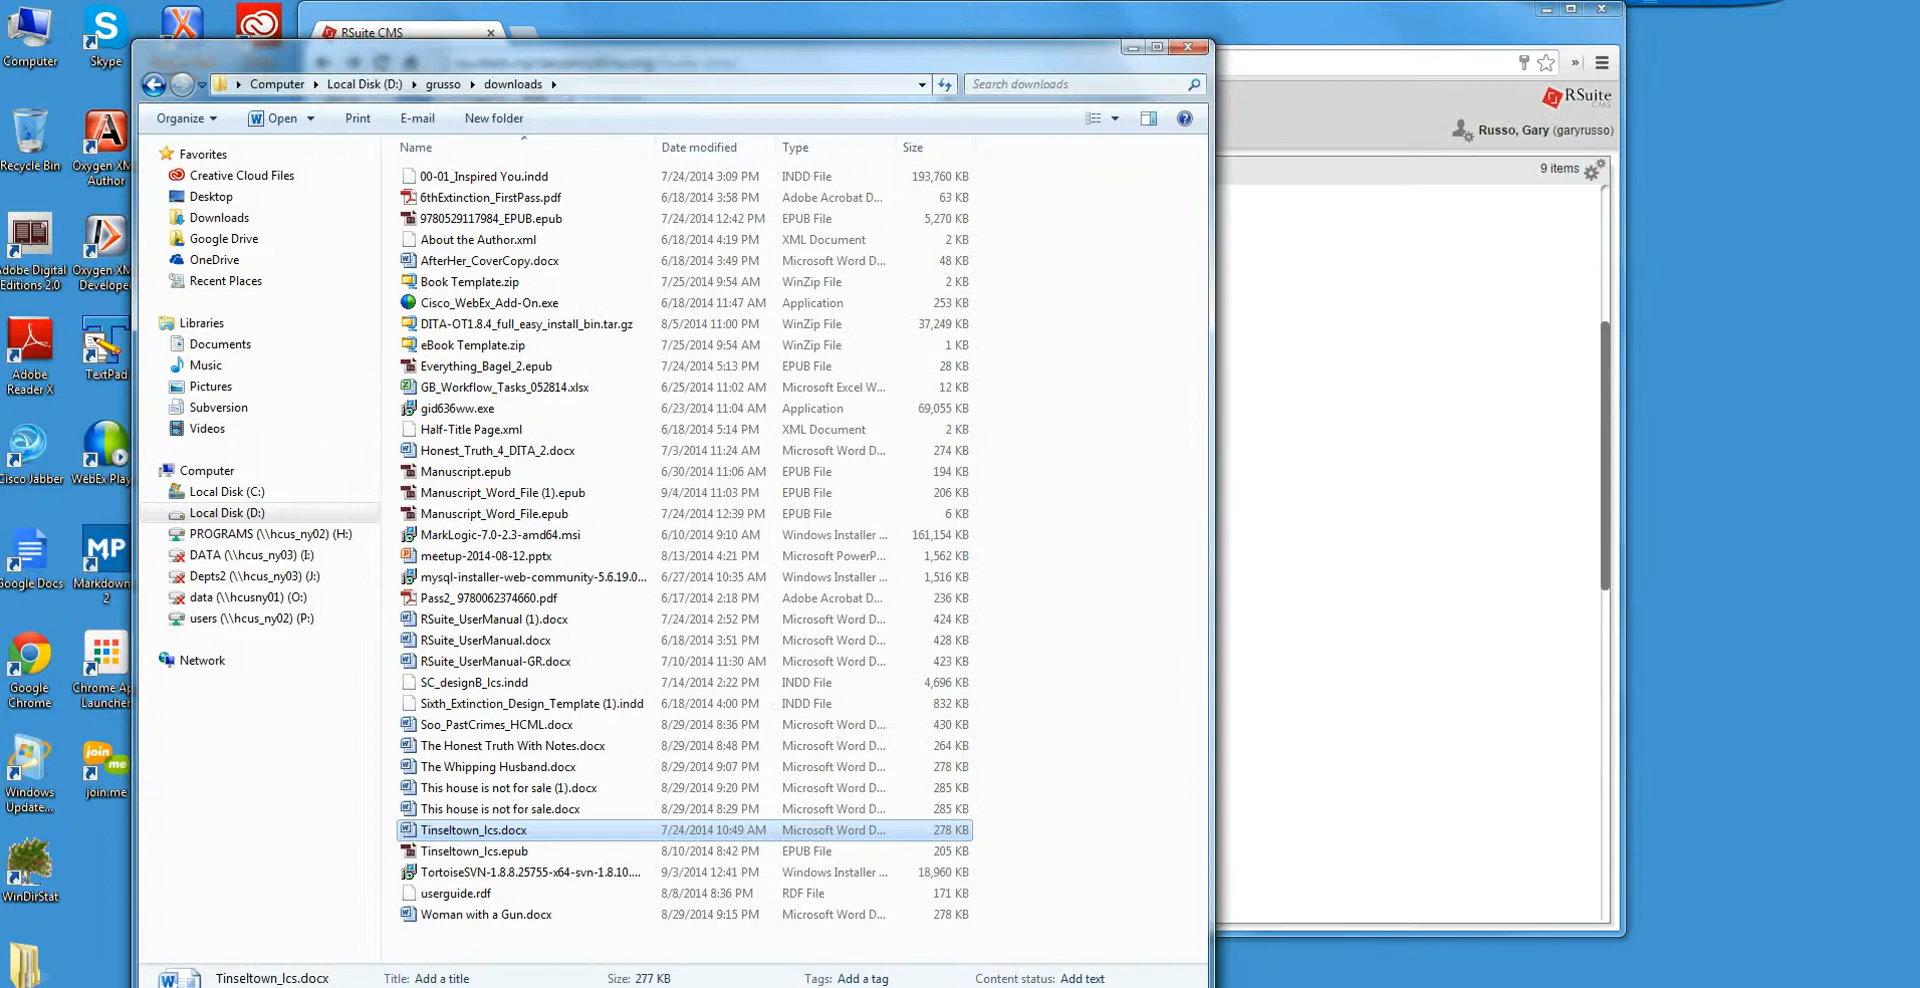 Computer
Skype
RSuite CMS
Computer
Local Disk (D:)
grusso
downloads
Search downloads
Organize
Open
Print
E-mail
New folder
RSuite
CMS
Russo, Gary (garyrusso)
9 items
Recycle Bin
Oxygen XM
Author
Adobe Digital
Editions 2.0
Oxygen XM
Develope
Adobe
Reader X
TextPad
Cisco Jabber
WebEx Play
Google Docs
Markdown
2
Google
Chrome
Chrome Ap
Launcher
Windows
Update...
join.me
WinDirStat
Favorites
Creative Cloud Files
Desktop
Downloads
Google Drive
OneDrive
Recent Places
Libraries
Documents
Music
Pictures
Subversion
Videos
Computer
Local Disk (C:)
Local Disk (D:)
PROGRAMS (\\hcus_ny02) (H:)
DATA (\\hcus_ny03) (I:)
Depts2 (\\hcus_ny03) (J:)
data (\\hcusny01) (O:)
users (\\hcus_ny02) (P:)
Network
Name Date modified Type Size
00-01_Inspired You.indd 7/24/2014 3:09 PM INDD File 193,760 KB
6thExtinction_FirstPass.pdf 6/18/2014 3:58 PM Adobe Acrobat D... 63 KB
9780529117984_EPUB.epub 7/24/2014 12:42 PM EPUB File 5,270 KB
About the Author.xml 6/18/2014 4:19 PM XML Document 2 KB
AfterHer_CoverCopy.docx 6/18/2014 3:49 PM Microsoft Word D... 48 KB
Book Template.zip 7/25/2014 9:54 AM WinZip File 2 KB
Cisco_WebEx_Add-On.exe 6/18/2014 11:47 AM Application 253 KB
DITA-OT1.8.4_full_easy_install_bin.tar.gz 8/5/2014 11:00 PM WinZip File 37,249 KB
eBook Template.zip 7/25/2014 9:54 AM WinZip File 1 KB
Everything_Bagel_2.epub 7/24/2014 5:13 PM EPUB File 28 KB
GB_Workflow_Tasks_052814.xlsx 6/25/2014 11:02 AM Microsoft Excel W... 12 KB
gid636ww.exe 6/23/2014 11:04 AM Application 69,055 KB
Half-Title Page.xml 6/18/2014 5:14 PM XML Document 2 KB
Honest_Truth_4_DITA_2.docx 7/3/2014 11:24 AM Microsoft Word D... 274 KB
Manuscript.epub 6/30/2014 11:06 AM EPUB File 194 KB
Manuscript_Word_File (1).epub 9/4/2014 11:03 PM EPUB File 206 KB
Manuscript_Word_File.epub 7/24/2014 12:39 PM EPUB File 6 KB
MarkLogic-7.0-2.3-amd64.msi 6/10/2014 9:10 AM Windows Installer ... 161,154 KB
meetup-2014-08-12.pptx 8/13/2014 4:21 PM Microsoft PowerP... 1,562 KB
mysql-installer-web-community-5.6.19.0... 6/27/2014 10:35 AM Windows Installer ... 1,516 KB
Pass2_ 9780062374660.pdf 6/17/2014 2:18 PM Adobe Acrobat D... 236 KB
RSuite_UserManual (1).docx 7/24/2014 2:52 PM Microsoft Word D... 424 KB
RSuite_UserManual.docx 6/18/2014 3:51 PM Microsoft Word D... 428 KB
RSuite_UserManual-GR.docx 7/10/2014 11:30 AM Microsoft Word D... 423 KB
SC_designB_lcs.indd 7/14/2014 2:22 PM INDD File 4,696 KB
Sixth_Extinction_Design_Template (1).indd 6/18/2014 4:00 PM INDD File 832 KB
Soo_PastCrimes_HCML.docx 8/29/2014 8:36 PM Microsoft Word D... 430 KB
The Honest Truth With Notes.docx 8/29/2014 8:48 PM Microsoft Word D... 264 KB
The Whipping Husband.docx 8/29/2014 9:07 PM Microsoft Word D... 278 KB
This house is not for sale (1).docx 8/29/2014 9:20 PM Microsoft Word D... 285 KB
This house is not for sale.docx 8/29/2014 8:29 PM Microsoft Word D... 285 KB
Tinseltown_lcs.docx 7/24/2014 10:49 AM Microsoft Word D... 278 KB
Tinseltown_lcs.epub 8/10/2014 8:42 PM EPUB File 205 KB
TortoiseSVN-1.8.8.25755-x64-svn-1.8.10.... 9/3/2014 12:41 PM Windows Installer ... 18,960 KB
userguide.rdf 8/8/2014 8:36 PM RDF File 171 KB
Woman with a Gun.docx 8/29/2014 9:15 PM Microsoft Word D... 278 KB
Tinseltown_lcs.docx Title: Add a title Size: 277 KB Tags: Add a tag Content status: Add text